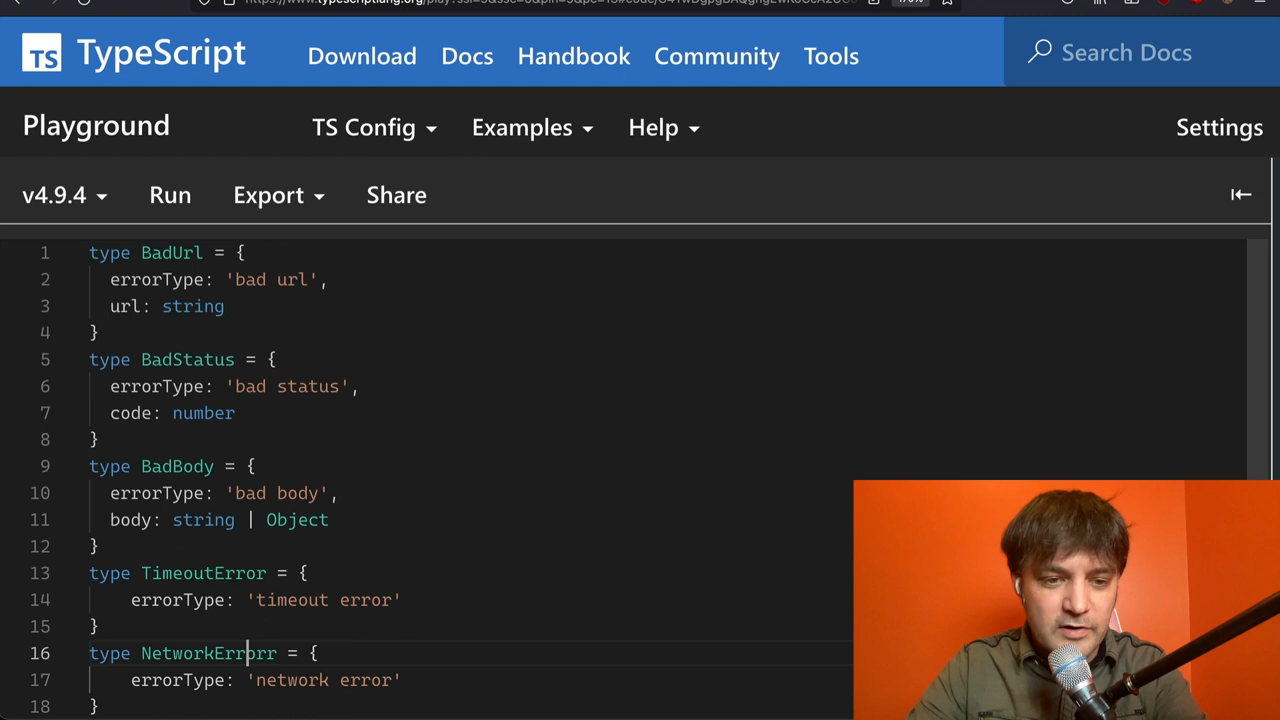 TS TypeScript Download Docs Handbook Community Tools Search Docs
Playground TS Config Examples Help Settings
v4.9.4 Run Export Share
1 type BadUrl = {
2 errorType: 'bad url',
3 url: string
4 }
5 type BadStatus = {
6 errorType: 'bad status',
7 code: number
8 }
9 type BadBody = {
10 errorType: 'bad body',
11 body: string | Object
12 }
13 type TimeoutError = {
14 errorType: 'timeout error'
15 }
16 type NetworkErrorr = {
17 errorType: 'network error'
18 }